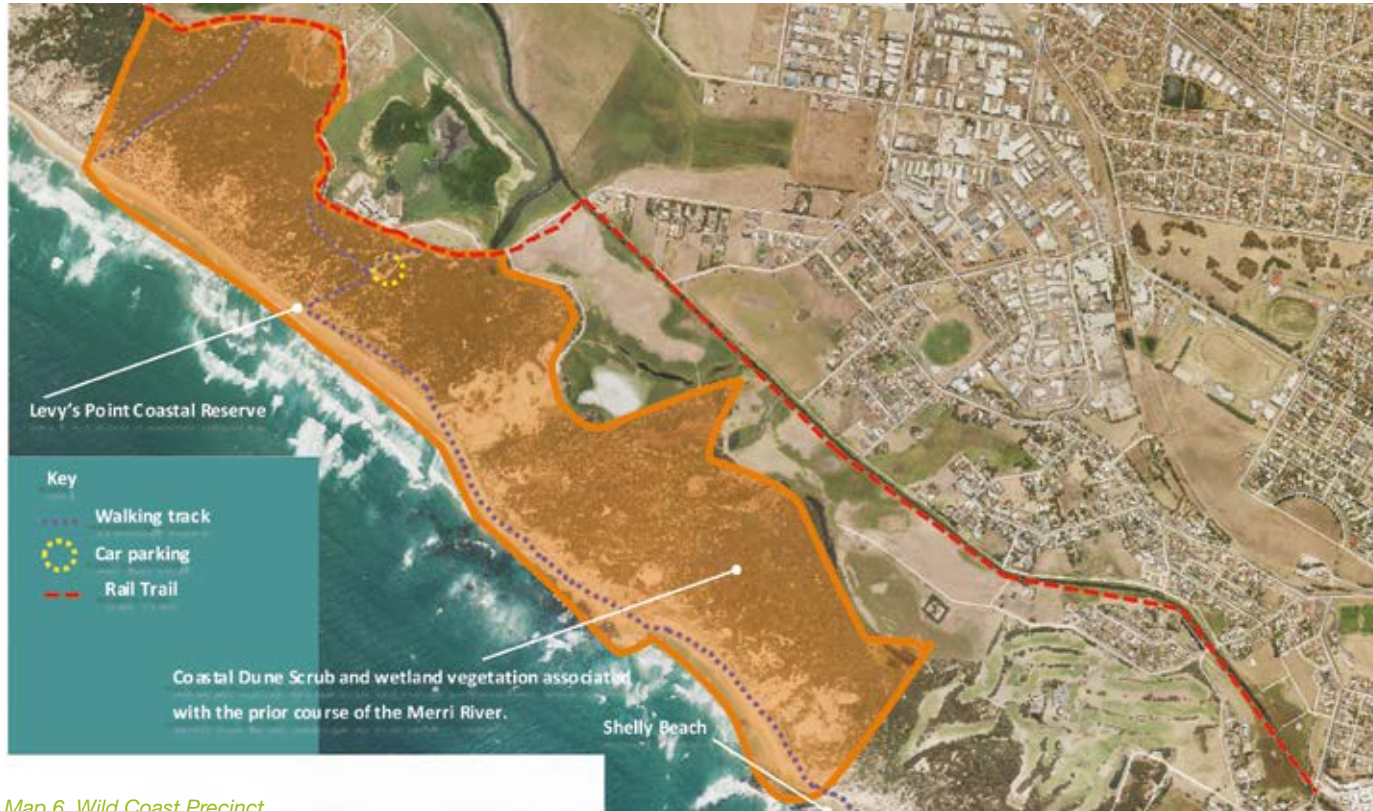 Levy's Point Coastal Reserve
Key
Walking track
Car parking
Rail Trail
Coastal Dune Scrub and wetland vegetation associated
with the prior course of the Merri River.
Shelly Beach
Map 6. Wild Coast Precinct